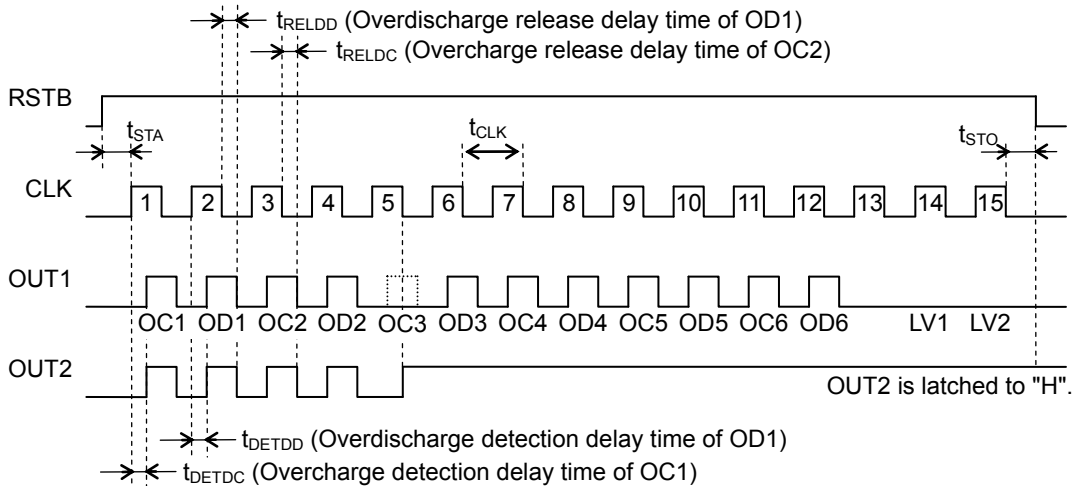 tRELDD (Overdischarge release delay time of OD1)
tRELDC (Overcharge release delay time of OC2)
RSTB
tSTA
tCLK
tSTO
CLK
1 2 3 4 5 6 7 8 9 10 11 12 13 14 15
OUT1
OC1 OD1 OC2 OD2 OC3 OD3 OC4 OD4 OC5 OD5 OC6 OD6 LV1 LV2
OUT2
OUT2 is latched to "H".
tDETDD (Overdischarge detection delay time of OD1)
tDETDC (Overcharge detection delay time of OC1)